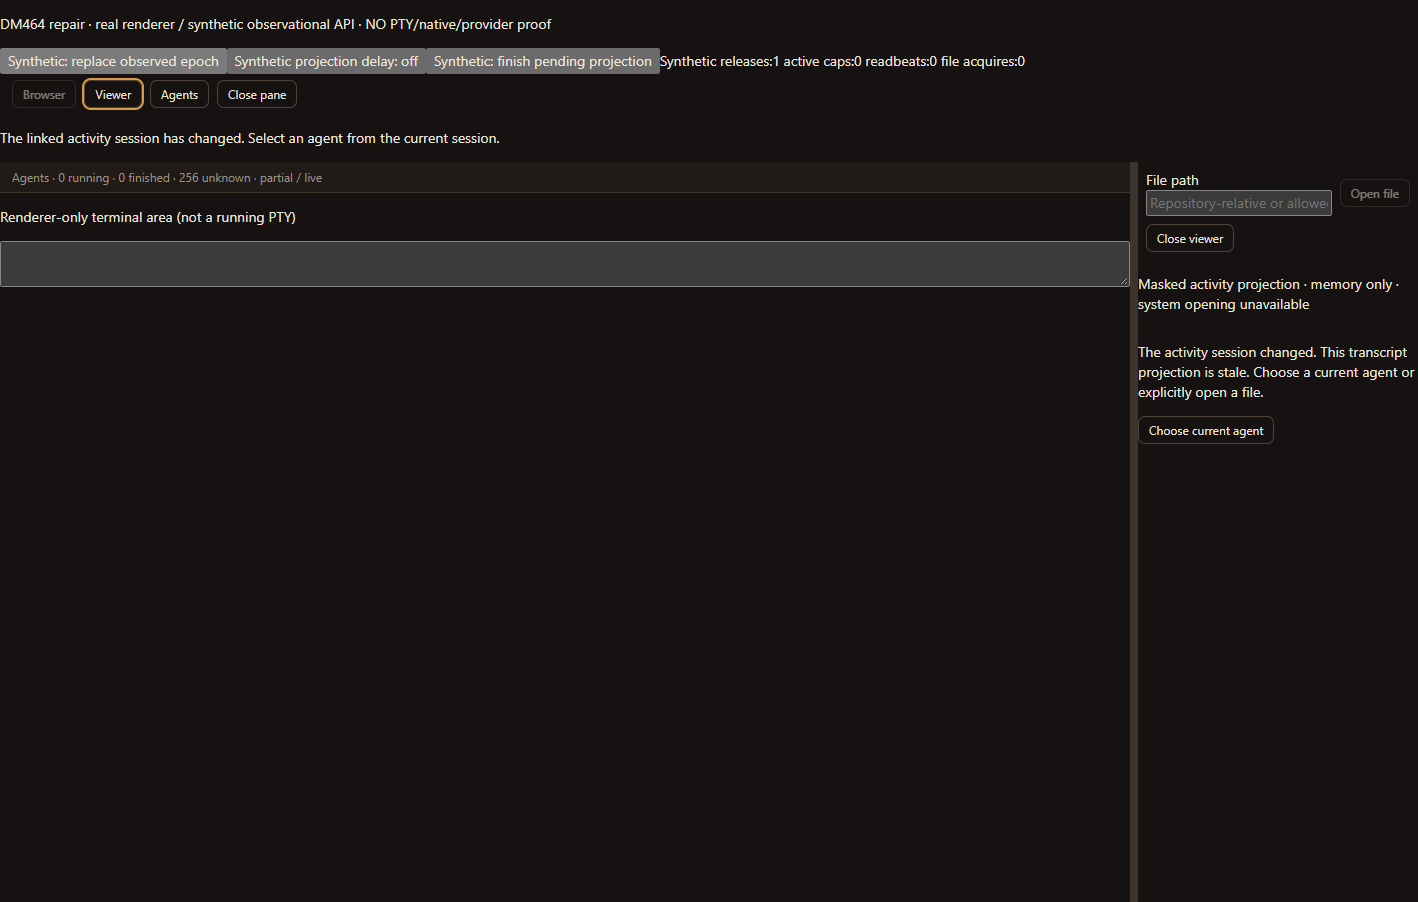 DM464 repair · real renderer / synthetic observational API · NO PTY/native/provider proof
Synthetic: replace observed epoch Synthetic projection delay: off Synthetic: finish pending projection Synthetic releases:1 active caps:0 readbeats:0 file acquires:0
Browser Viewer Agents Close pane
The linked activity session has changed. Select an agent from the current session.
Agents · 0 running · 0 finished · 256 unknown · partial / live
Renderer-only terminal area (not a running PTY)
File path
Repository-relative or allowed
Open file
Close viewer
Masked activity projection · memory only ·
system opening unavailable
The activity session changed. This transcript
projection is stale. Choose a current agent or
explicitly open a file.
Choose current agent